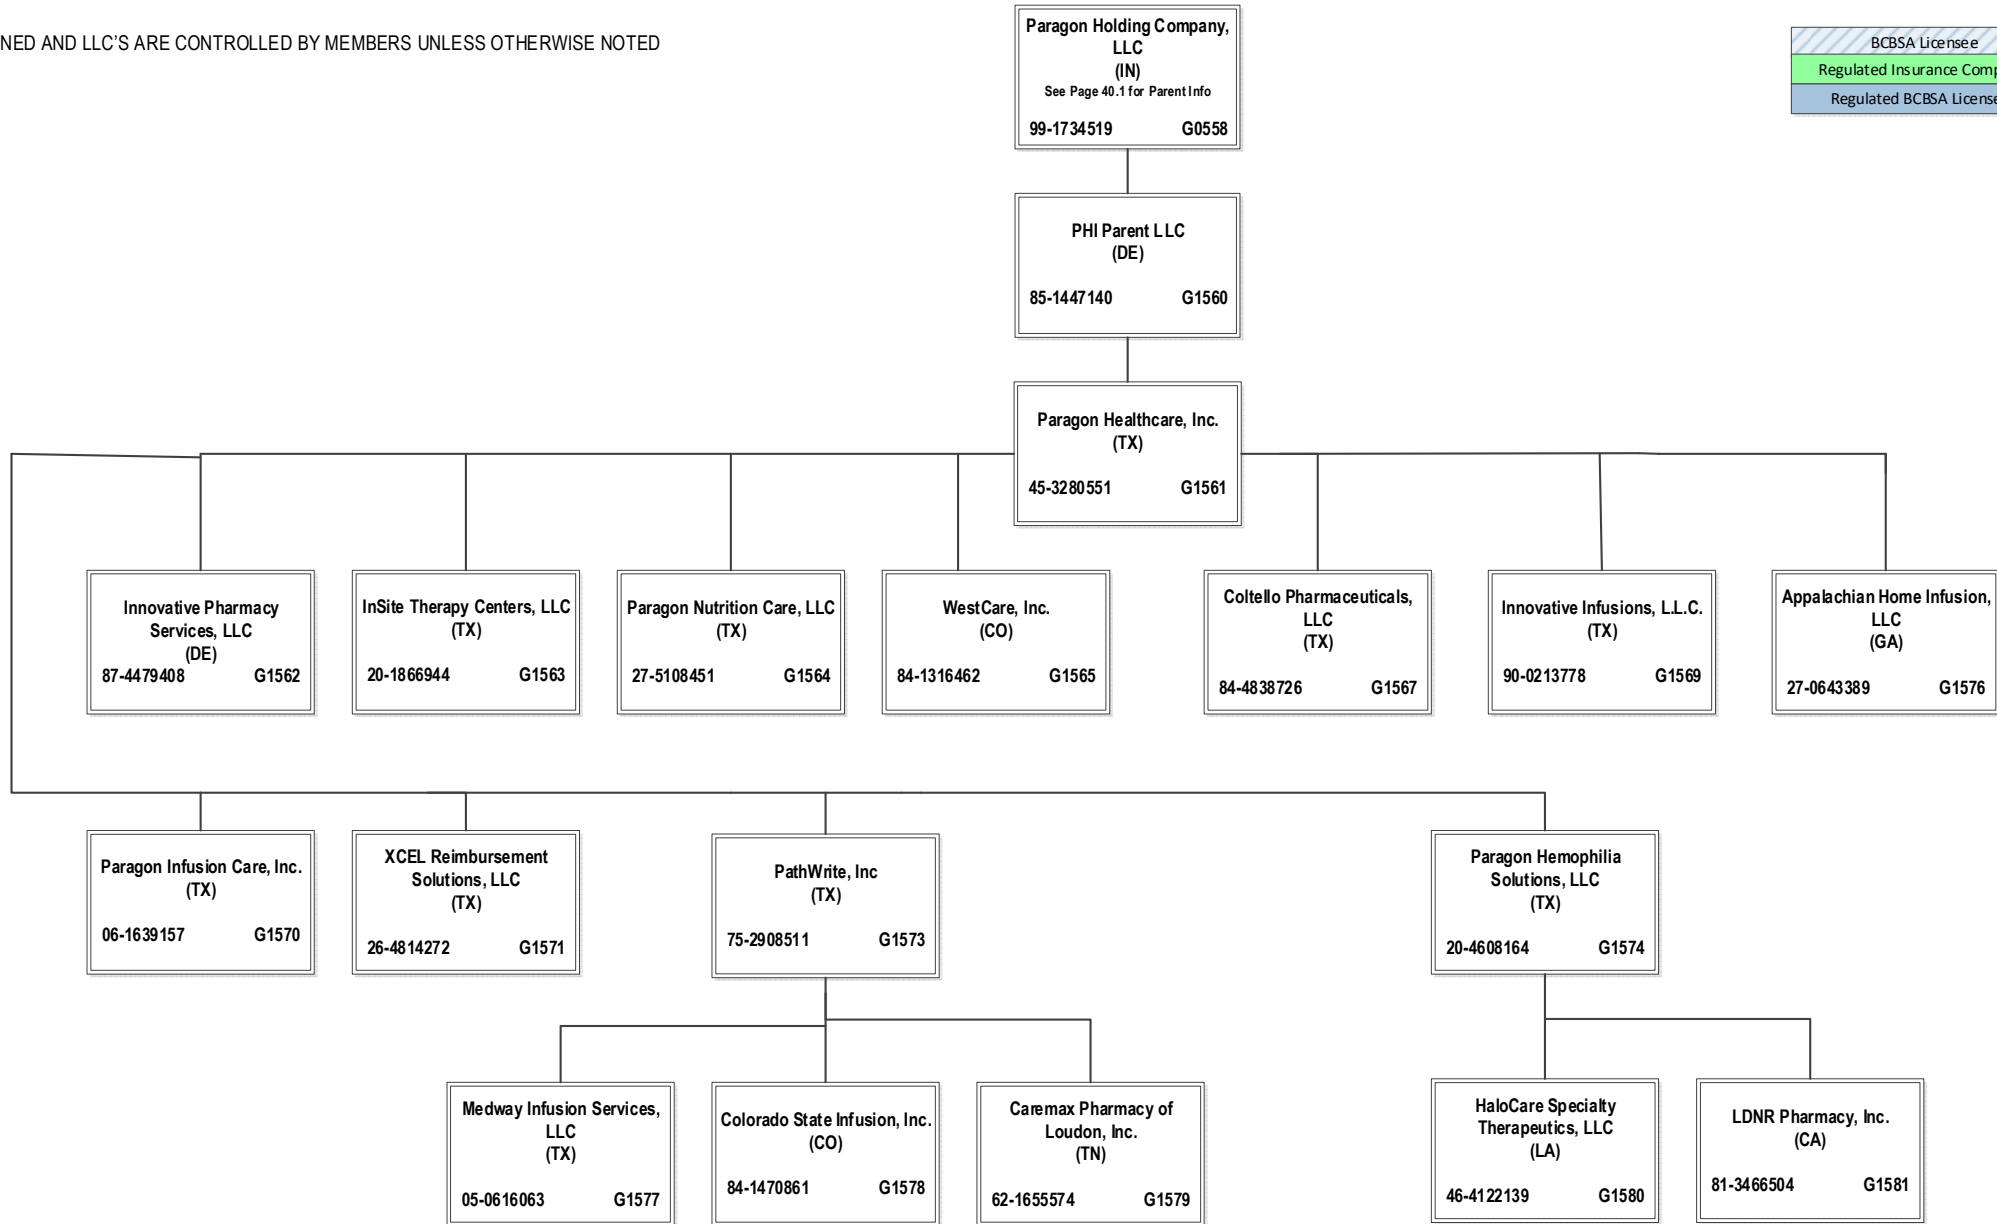 AND LLC'S ARE CONTROLLED BY MEMBERS UNLESS OTHERWISE NOTED
BCBSA Licensee
Regulated Insurance
Regulated BCBSA
Paragon Holding Company,
LLC
(IN)
See Page 40.1 for Parent Info
99-1734519 G0558
PHI Parent LLC
(DE)
85-1447140 G1560
Paragon Healthcare, Inc.
(TX)
45-3280551 G1561
Innovative Pharmacy
Services, LLC
(DE)
87-4479408 G1562
InSite Therapy Centers, LLC
(TX)
20-1866944 G1563
Paragon Nutrition Care, LLC
(TX)
27-5108451 G1564
WestCare, Inc.
(CO)
84-1316462 G1565
Coltello Pharmaceuticals,
LLC
(TX)
84-4838726 G1567
Innovative Infusions, L.L.C.
(TX)
90-0213778 G1569
Appalachian Home Infusion,
LLC
(GA)
27-0643389 G1576
Paragon Infusion Care, Inc.
(TX)
06-1639157 G1570
XCEL Reimbursement
Solutions, LLC
(TX)
26-4814272 G1571
PathWrite, Inc
(TX)
75-2908511 G1573
Paragon Hemophilia
Solutions, LLC
(TX)
20-4608164 G1574
Medway Infusion Services,
LLC
(TX)
05-0616063 G1577
Colorado State Infusion, Inc.
(CO)
84-1470861 G1578
Caremax Pharmacy of
Loudon, Inc.
(TN)
62-1655574 G1579
HaloCare Specialty
Therapeutics, LLC
(LA)
46-4122139 G1580
LDNR Pharmacy, Inc.
(CA)
81-3466504 G1581